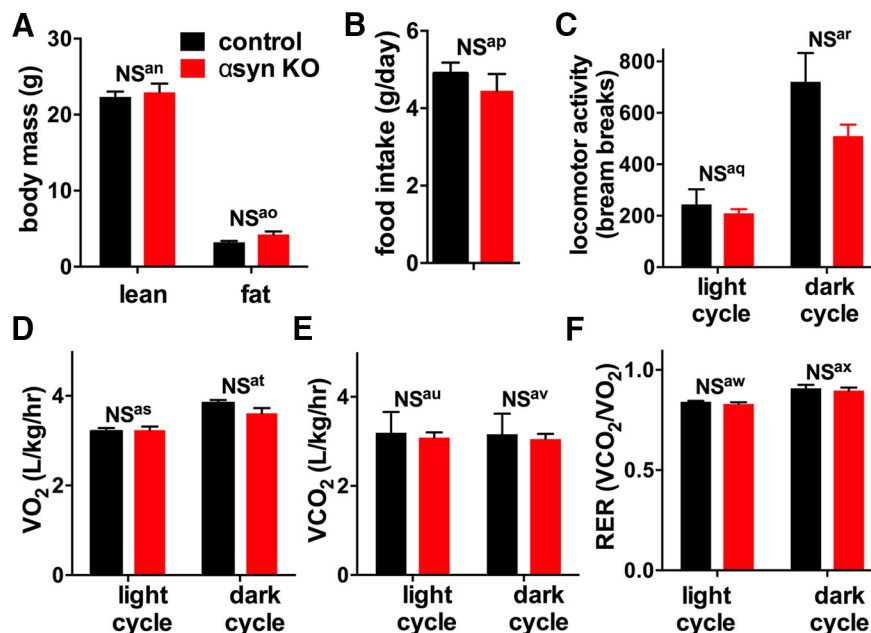 A
body mass (g)
30
20
10
0
NSᵃⁿ
NSᵃᵒ
lean
fat
control
αsyn KO
B
food intake (g/day)
6
4
2
0
NSᵃᵖ
C
locomotor activity
(bream breaks)
800
600
400
200
0
NSᵃq
NSᵃʳ
light
cycle
dark
cycle
D
VO₂ (L/kg/hr)
4
2
0
NSᵃˢ
NSᵃᵗ
light
cycle
dark
cycle
E
VCO₂ (L/kg/hr)
4
2
0
NSᵃᵘ
NSᵃᵛ
light
cycle
dark
cycle
F
RER (VCO₂/VO₂)
1.0
0.5
0.0
NSᵃʷ
NSᵃˣ
light
cycle
dark
cycle